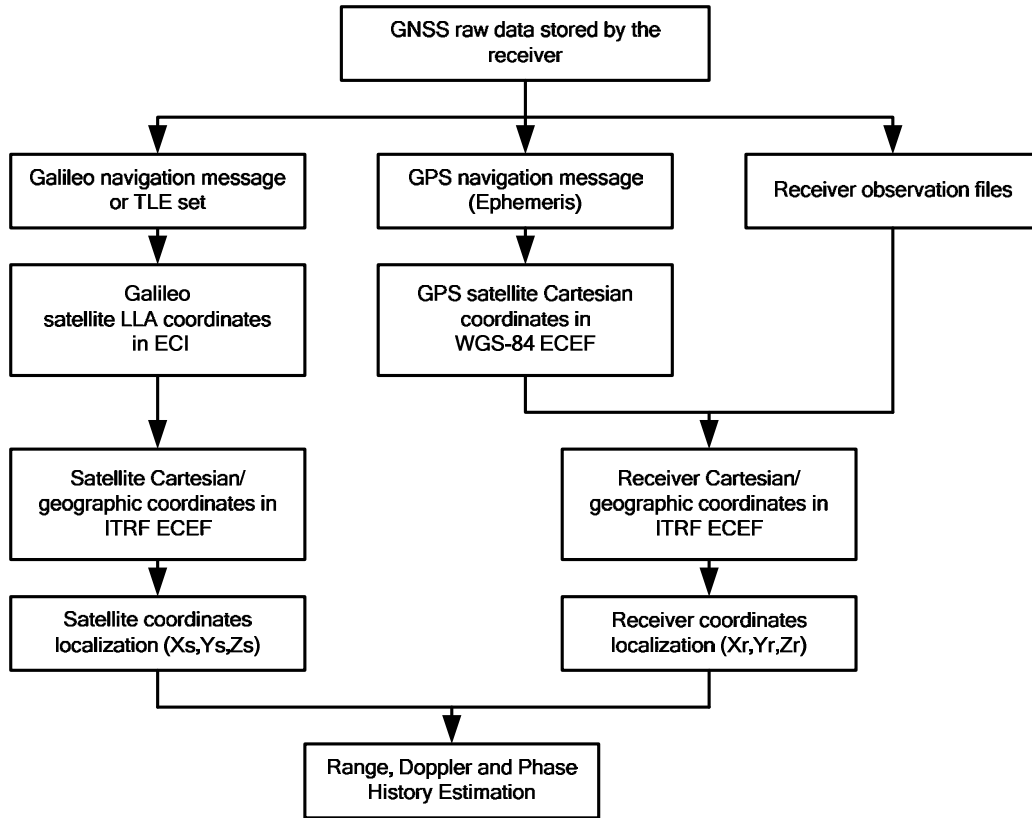 GNSS raw data stored by the
receiver
Galileo navigation message
or TLE set
GPS navigation message
(Ephemeris)
Receiver observation files
Galileo
satellite LLA coordinates
in ECI
GPS satellite Cartesian
coordinates in
WGS-84 ECEF
Satellite Cartesian/
geographic coordinates in
ITRF ECEF
Receiver Cartesian/
geographic coordinates in
ITRF ECEF
Satellite coordinates
localization (Xs,Ys,Zs)
Receiver coordinates
localization (Xr,Yr,Zr)
Range, Doppler and Phase
History Estimation